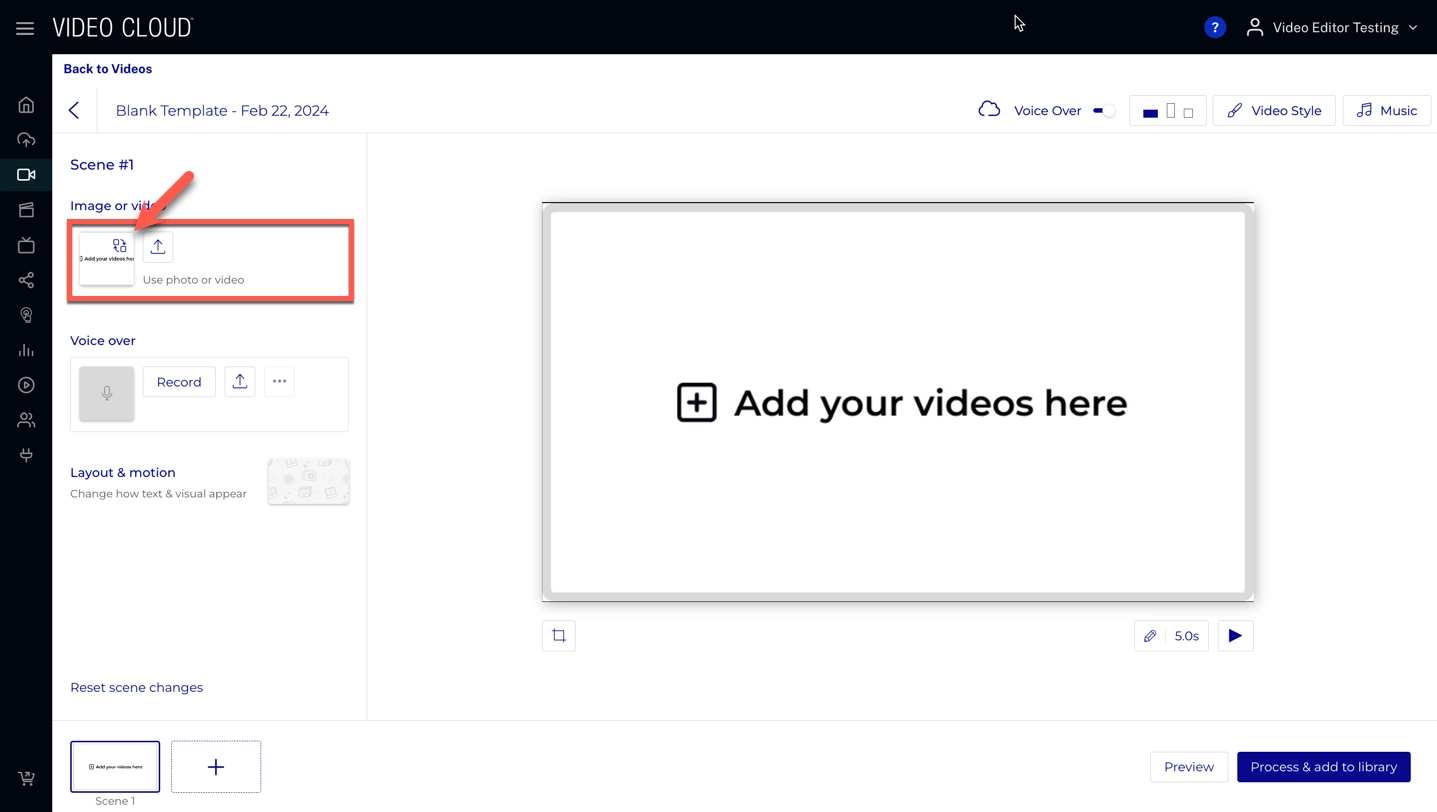 VIDEO CLOUD™
?
Video Editor Testing
Back to Videos
Blank Template - Feb 22, 2024
Voice Over
Video Style
Music
Scene #1
Image or video
Add your videos here
Use photo or video
Voice over
Record
Layout & motion
Change how text & visual appear
Add your videos here
5.0s
Reset scene changes
Add your videos here
Scene 1
Preview
Process & add to library